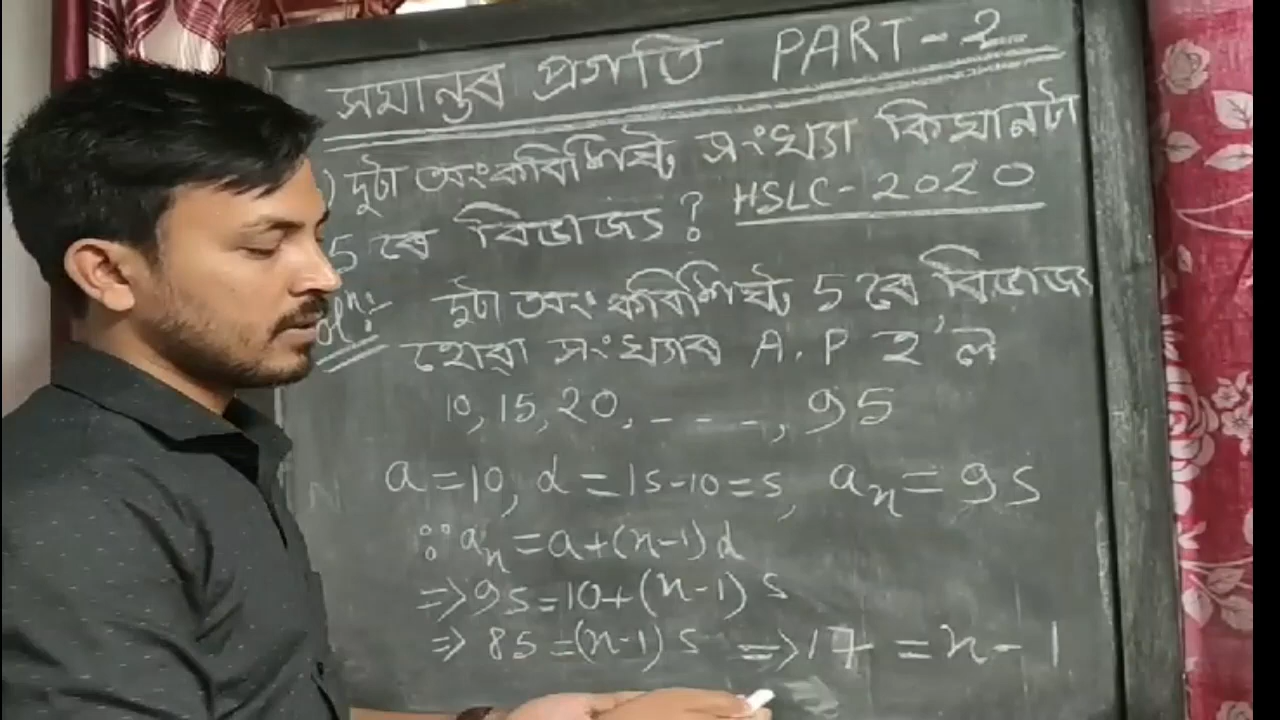 সমান্তৰ প্ৰগতি PART-2
) দুটা অংকবিশিষ্ট সংখ্যা কিমানটা
5 ৰে বিভাজ্য? HSLC-2020
olⁿ: দুটা অংকবিশিষ্ট 5 ৰে বিভাজ্য
হোৱা সংখ্যাৰ A.P হ'ল
10, 15, 20, - - -, 95
a = 10, d = 15-10 = 5, aₙ = 95
∵ aₙ = a+(n-1)d
⇒ 95 = 10+(n-1) 5
⇒ 85 = (n-1) 5 ⇒ 17 = n-1